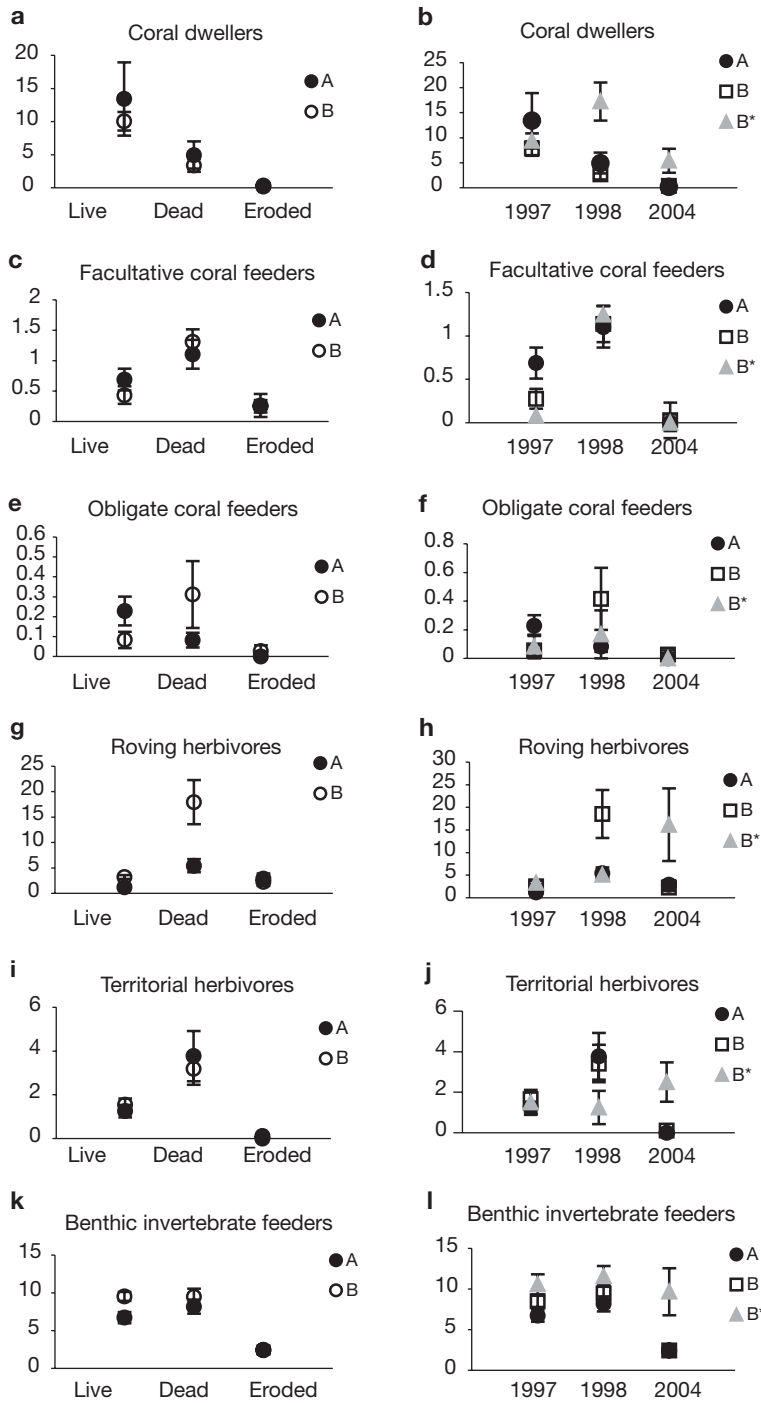 a
Coral dwellers
20
15
10
5
0
A
B
Live Dead Eroded
b
Coral dwellers
25
20
15
10
5
0
A
B
B*
1997 1998 2004
c
Facultative coral feeders
2
1.5
1
0.5
0
A
B
Live Dead Eroded
d
Facultative coral feeders
1.5
1
0.5
0
A
B
B*
1997 1998 2004
e
Obligate coral feeders
0.6
0.5
0.4
0.3
0.2
0.1
0
A
B
Live Dead Eroded
f
Obligate coral feeders
0.8
0.6
0.4
0.2
0
A
B
B*
1997 1998 2004
g
Roving herbivores
25
20
15
10
5
0
A
B
Live Dead Eroded
h
Roving herbivores
30
25
20
15
10
5
0
A
B
B*
1997 1998 2004
i
Territorial herbivores
6
4
2
0
A
B
Live Dead Eroded
j
Territorial herbivores
6
4
2
0
A
B
B*
1997 1998 2004
k
Benthic invertebrate feeders
15
10
5
0
A
B
Live Dead Eroded
l
Benthic invertebrate feeders
15
10
5
0
A
B
B*
1997 1998 2004